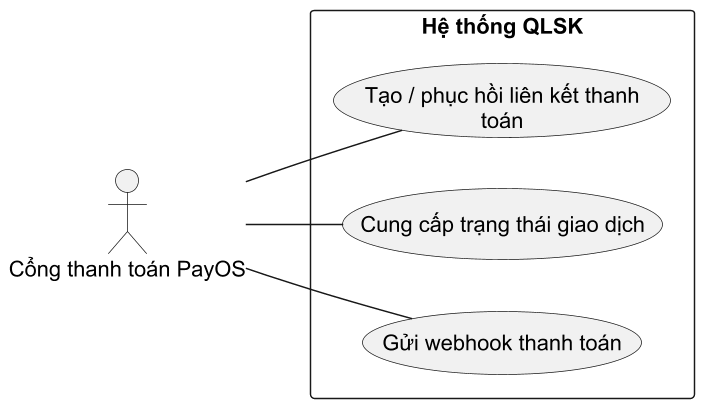 Hệ thống QLSK
Tạo / phục hồi liên kết thanh
toán
Cung cấp trạng thái giao dịch
Cổng thanh toán PayOS
Gửi webhook thanh toán